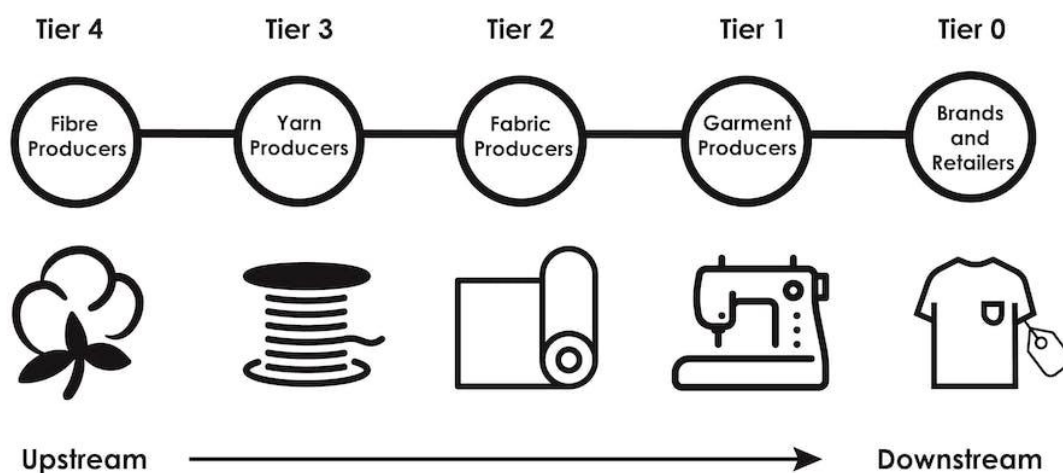 Tier 4
Tier 3
Tier 2
Tier 1
Tier 0
Fibre
Producers
Yarn
Producers
Fabric
Producers
Garment
Producers
Brands
and
Retailers
Upstream
Downstream